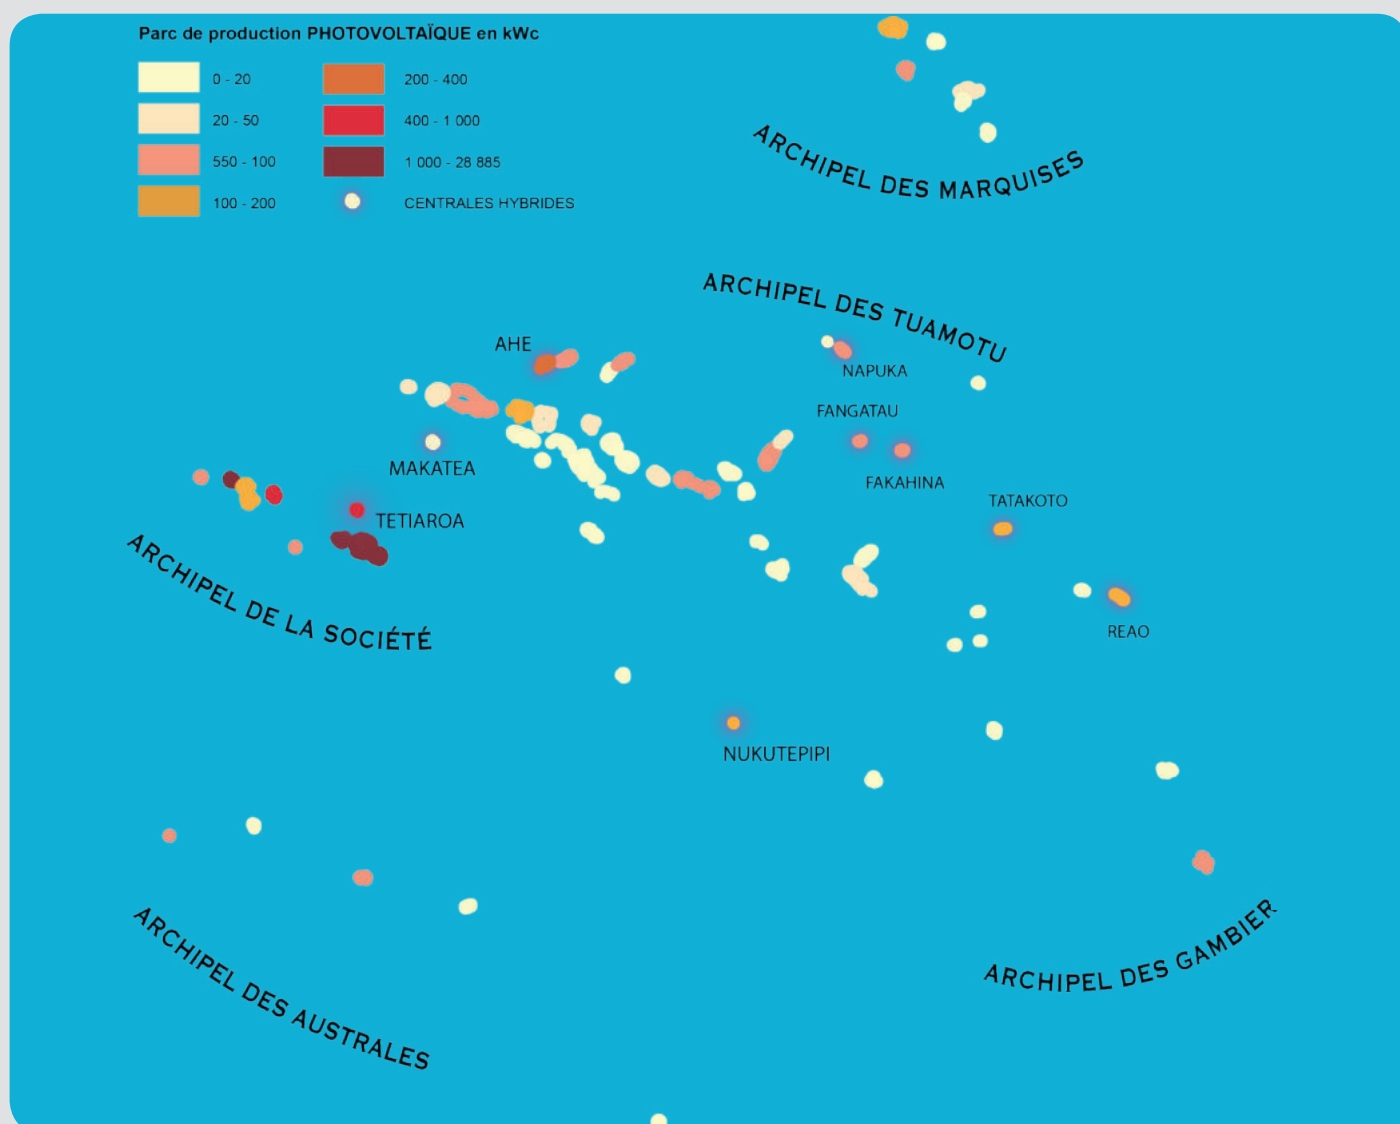 Parc de production PHOTOVOLTAÏQUE en kWc
0 - 20
20 - 50
550 - 100
100 - 200
200 - 400
400 - 1 000
1 000 - 28 885
CENTRALES HYBRIDES
ARCHIPEL DES MARQUISES
ARCHIPEL DES TUAMOTU
AHE
NAPUKA
FANGATAU
MAKATEA
FAKAHINA
TATAKOTO
TETIAROA
ARCHIPEL DE LA SOCIÉTÉ
REAO
NUKUTEPIPI
ARCHIPEL DES AUSTRALES
ARCHIPEL DES GAMBIER